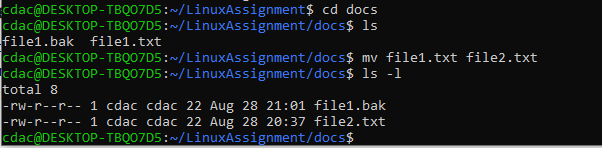 cdac@DESKTOP-TBQO7D5:~/LinuxAssignment$ cd docs
cdac@DESKTOP-TBQO7D5:~/LinuxAssignment/docs$ ls
file1.bak  file1.txt
cdac@DESKTOP-TBQO7D5:~/LinuxAssignment/docs$ mv file1.txt file2.txt
cdac@DESKTOP-TBQO7D5:~/LinuxAssignment/docs$ ls -l
total 8
-rw-r--r-- 1 cdac cdac 22 Aug 28 21:01 file1.bak
-rw-r--r-- 1 cdac cdac 22 Aug 28 20:37 file2.txt
cdac@DESKTOP-TBQO7D5:~/LinuxAssignment/docs$